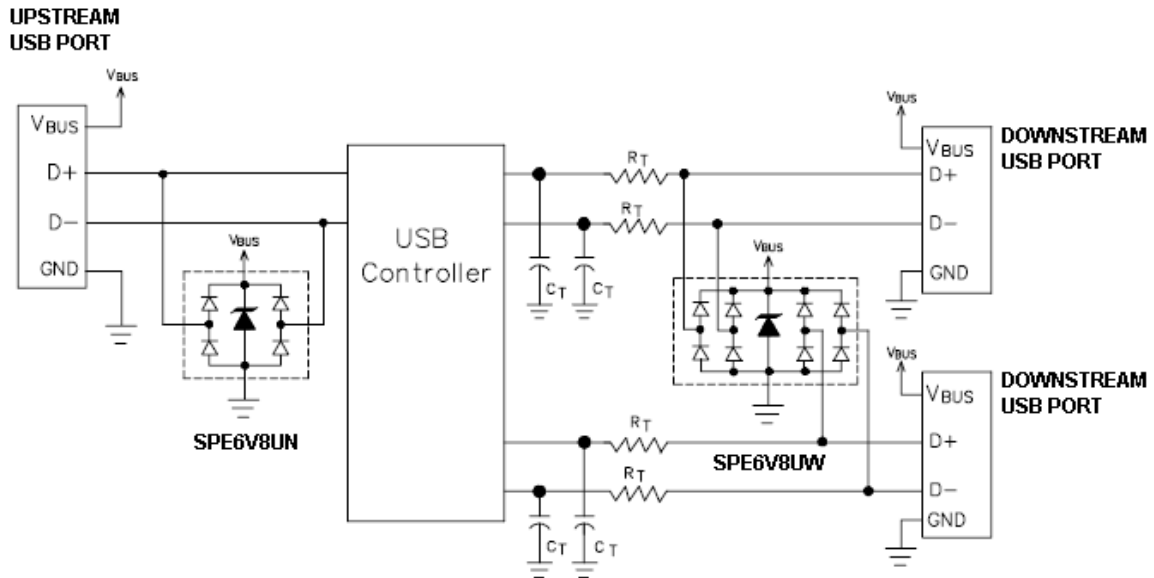 UPSTREAM
USB PORT
VBUS
VBUS
D+
D−
GND
VBUS
SPE6V8UN
USB
Controller
RT
RT
CT
CT
VBUS
VBUS
VBUS
D+
D−
GND
DOWNSTREAM
USB PORT
VBUS
VBUS
D+
D−
GND
DOWNSTREAM
USB PORT
RT
RT
SPE6V8UW
CT
CT